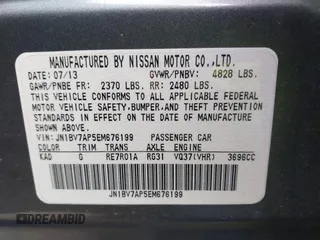 MANUFACTURED BY NISSAN MOTOR CO.,LTD.
DATE: 07/13 GVWR/PNBV: 4828 LBS.
GAWR/PNBE FR: 2370 LBS. RR: 2480 LBS.
THIS VEHICLE CONFORMS TO ALL APPLICABLE FEDERAL
MOTOR VEHICLE SAFETY,BUMPER,AND THEFT PREVENTION
STANDARDS IN EFFECT ON THE DATE OF MANUFACTURE
SHOWN ABOVE.
VIN: JN1BV7AP5EM676199 PASSENGER CAR
COLOR TRIM TRANS AXLE ENGINE
KAD G RE7R01A RG31 VQ37(VHR) 3696CC
JN1BV7AP5EM676199
DREAMBID